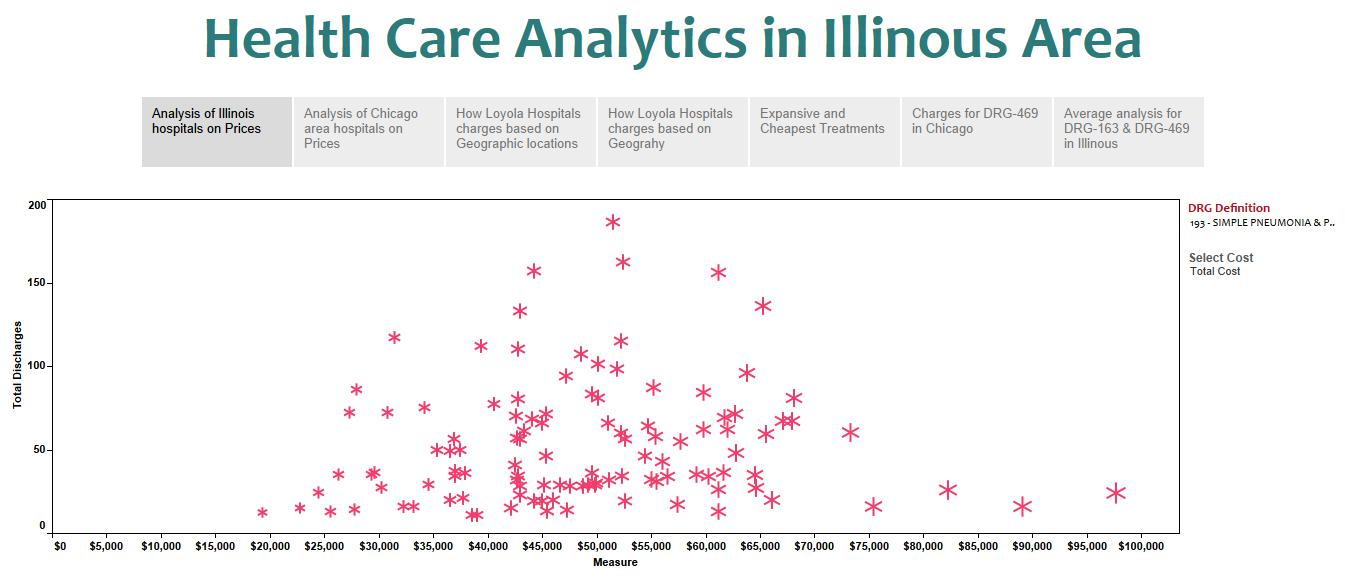 Health Care Analytics in Illinous Area
Analysis of Illinois
hospitals on Prices
Analysis of Chicago
area hospitals on
Prices
How Loyola Hospitals
charges based on
Geographic locations
How Loyola Hospitals
charges based on
Geograhy
Expansive and
Cheapest Treatments
Charges for DRG-469
in Chicago
Average analysis for
DRG-163 & DRG-469
in Illinous
200
150
100
50
0
Total Discharges
$0 $5,000 $10,000 $15,000 $20,000 $25,000 $30,000 $35,000 $40,000 $45,000 $50,000 $55,000 $60,000 $65,000 $70,000 $75,000 $80,000 $85,000 $90,000 $95,000 $100,000
Measure
DRG Definition
193 - SIMPLE PNEUMONIA & P..
Select Cost
Total Cost